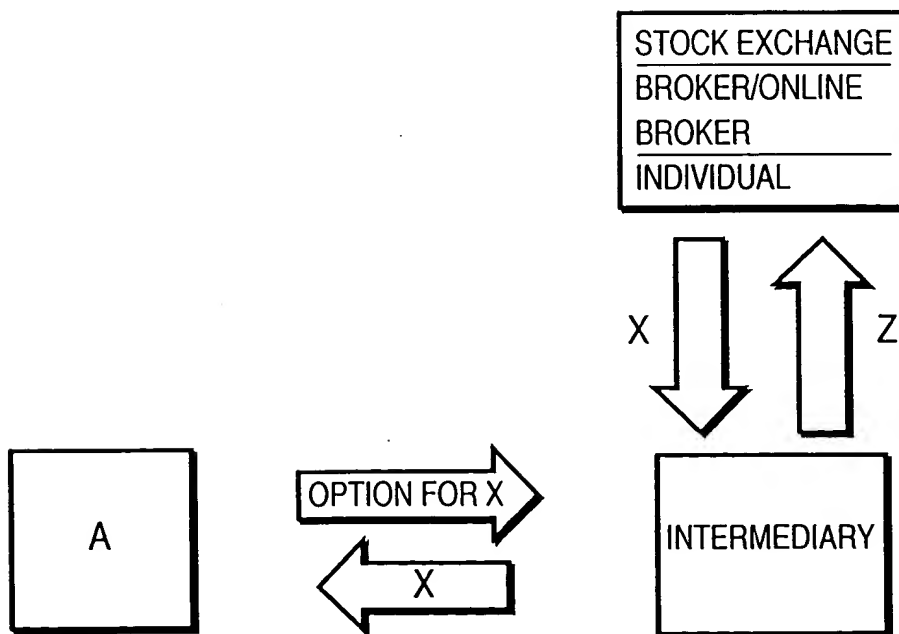 STOCK EXCHANGE
BROKER/ONLINE
BROKER
INDIVIDUAL
X
Z
A
OPTION FOR X
X
INTERMEDIARY